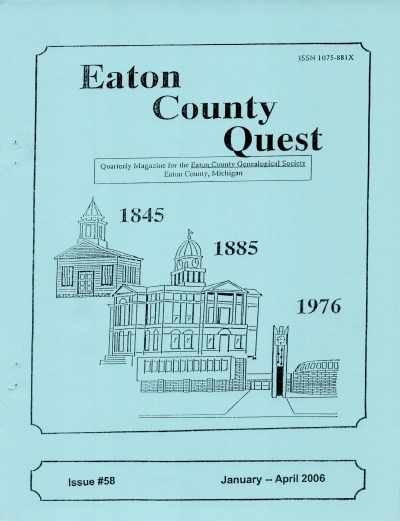 ISSN 1075-881X
Eaton
County
Quest
Quarterly Magazine for the Eaton County Genealogical Society
Eaton County, Michigan
1845
1885
1976
Issue #58
January -- April 2006